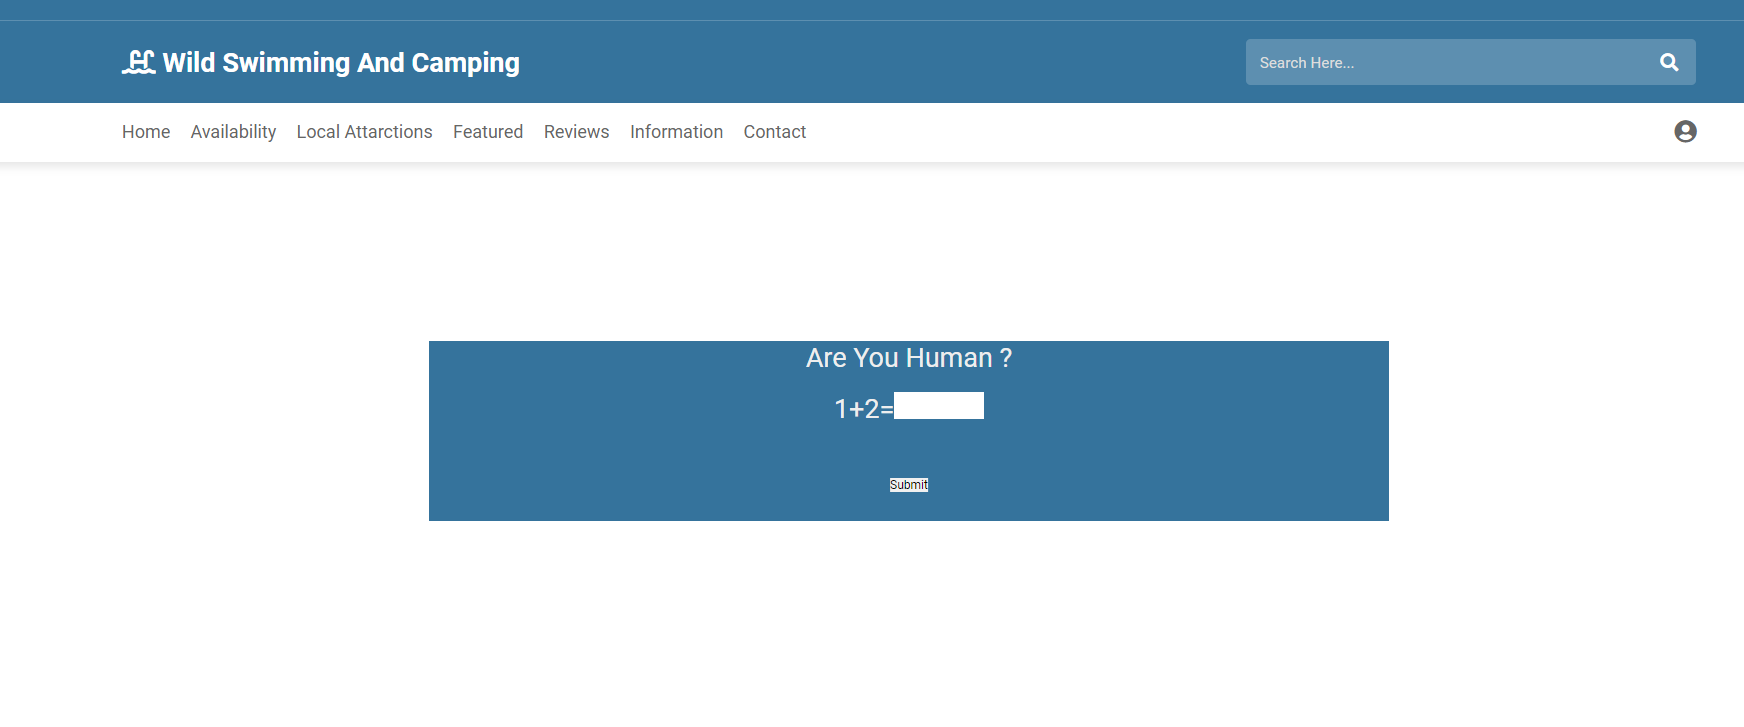 Wild Swimming And Camping
Search Here...
Home Availability Local Attarctions Featured Reviews Information Contact
Are You Human ?
1+2=
Submit